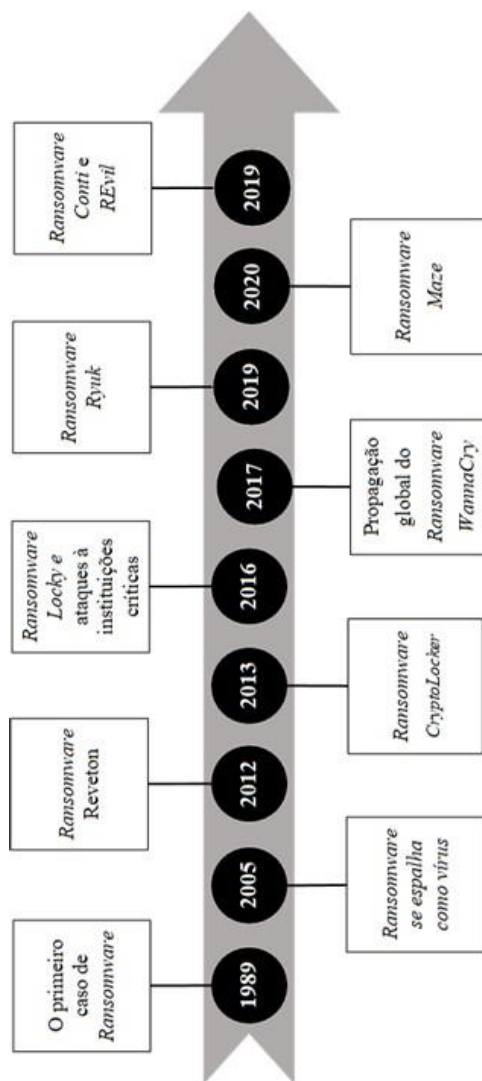 O primeiro
caso de
Ransomware
1989
2005
Ransomware
se espalha
como vírus
Ransomware
Reveton
2012
2013
Ransomware
CryptoLocker
Ransomware
Locky e
ataques à
instituições
críticas
2016
2017
Propagação
global do
Ransomware
WannaCry
Ransomware
Ryuk
2019
2020
Ransomware
Maze
Ransomware
Conti e
REvil
2019